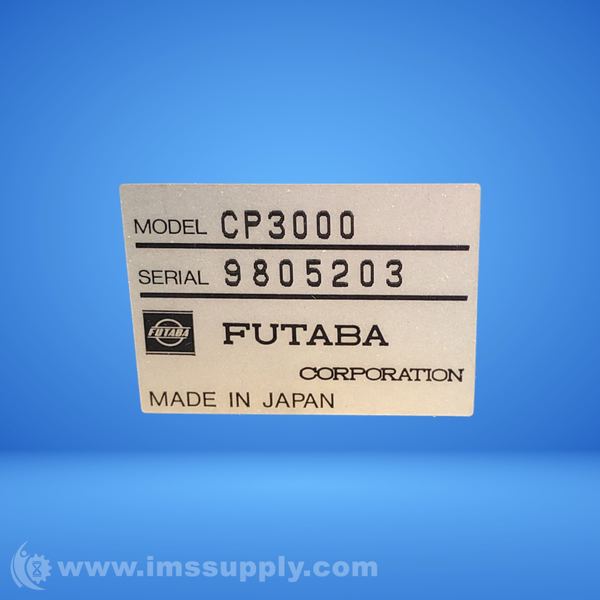 MODEL CP3000
SERIAL 9805203
FUTABA FUTABA
CORPORATION
MADE IN JAPAN
www.imssupply.com